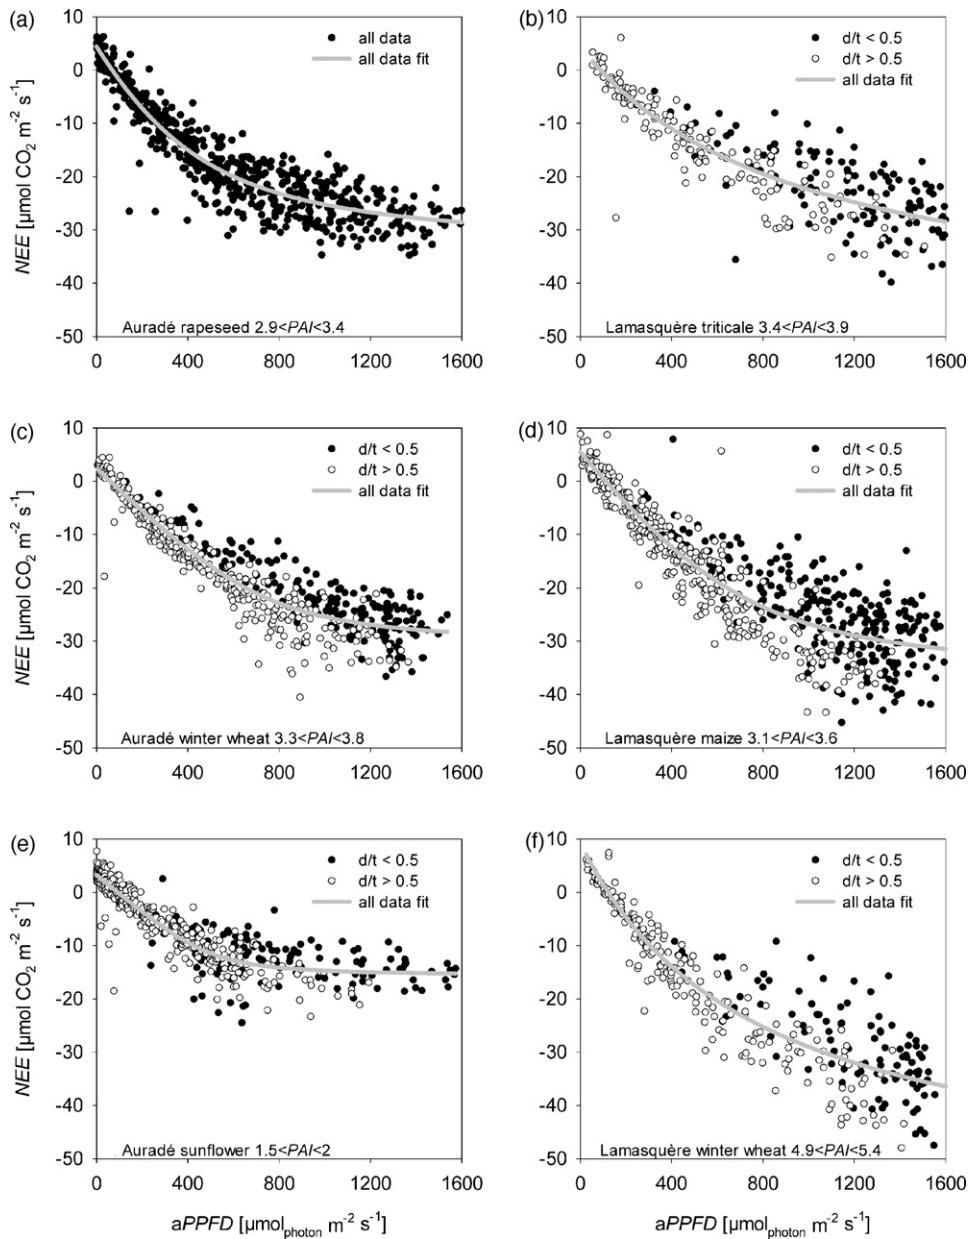 (a)
10
0
-10
-20
-30
-40
-50
NEE [µmol CO₂ m⁻² s⁻¹]
all data
all data fit
Auradé rapeseed 2.9<PAI<3.4
0 400 800 1200 1600
(b)
10
0
-10
-20
-30
-40
-50
d/t < 0.5
d/t > 0.5
all data fit
Lamasquère triticale 3.4<PAI<3.9
0 400 800 1200 1600
(c)
10
0
-10
-20
-30
-40
-50
NEE [µmol CO₂ m⁻² s⁻¹]
d/t < 0.5
d/t > 0.5
all data fit
Auradé winter wheat 3.3<PAI<3.8
0 400 800 1200 1600
(d)
10
0
-10
-20
-30
-40
-50
d/t < 0.5
d/t > 0.5
all data fit
Lamasquère maize 3.1<PAI<3.6
0 400 800 1200 1600
(e)
10
0
-10
-20
-30
-40
-50
NEE [µmol CO₂ m⁻² s⁻¹]
d/t < 0.5
d/t > 0.5
all data fit
Auradé sunflower 1.5<PAI<2
0 400 800 1200 1600
aPPFD [µmolphoton m⁻² s⁻¹]
(f)
10
0
-10
-20
-30
-40
-50
d/t < 0.5
d/t > 0.5
all data fit
Lamasquère winter wheat 4.9<PAI<5.4
0 400 800 1200 1600
aPPFD [µmolphoton m⁻² s⁻¹]